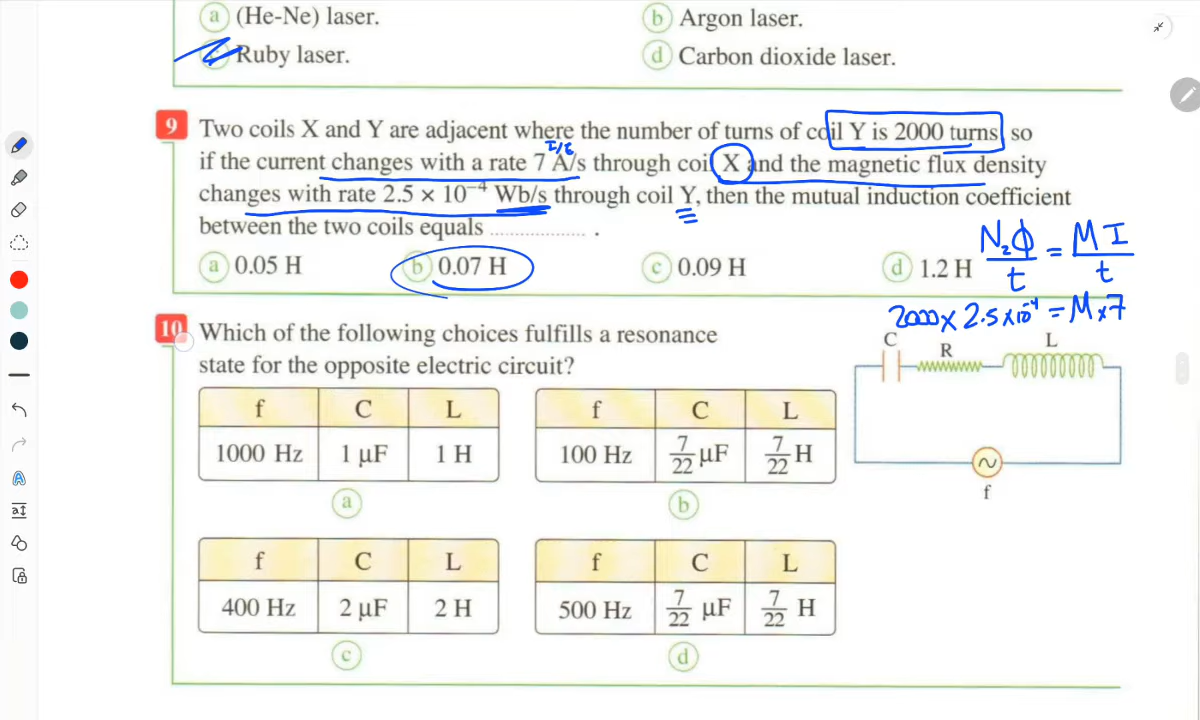 a (He-Ne) laser.
b Argon laser.
Ruby laser.
d Carbon dioxide laser.
9 Two coils X and Y are adjacent where the number of turns of coil Y is 2000 turns, so
if the current changes with a rate 7 A/s through coil X and the magnetic flux density
changes with rate 2.5 × 10⁻⁴ Wb/s through coil Y, then the mutual induction coefficient
between the two coils equals .................. .
I/t
a 0.05 H
b 0.07 H
c 0.09 H
d 1.2 H
N₂Φ/t = MI/t
2000 x 2.5 x 10⁻⁴ = M x 7
10 Which of the following choices fulfills a resonance
state for the opposite electric circuit?
C R L
f
f C L
1000 Hz 1 µF 1 H
a
f C L
100 Hz 7/22 µF 7/22 H
b
f C L
400 Hz 2 µF 2 H
c
f C L
500 Hz 7/22 µF 7/22 H
d